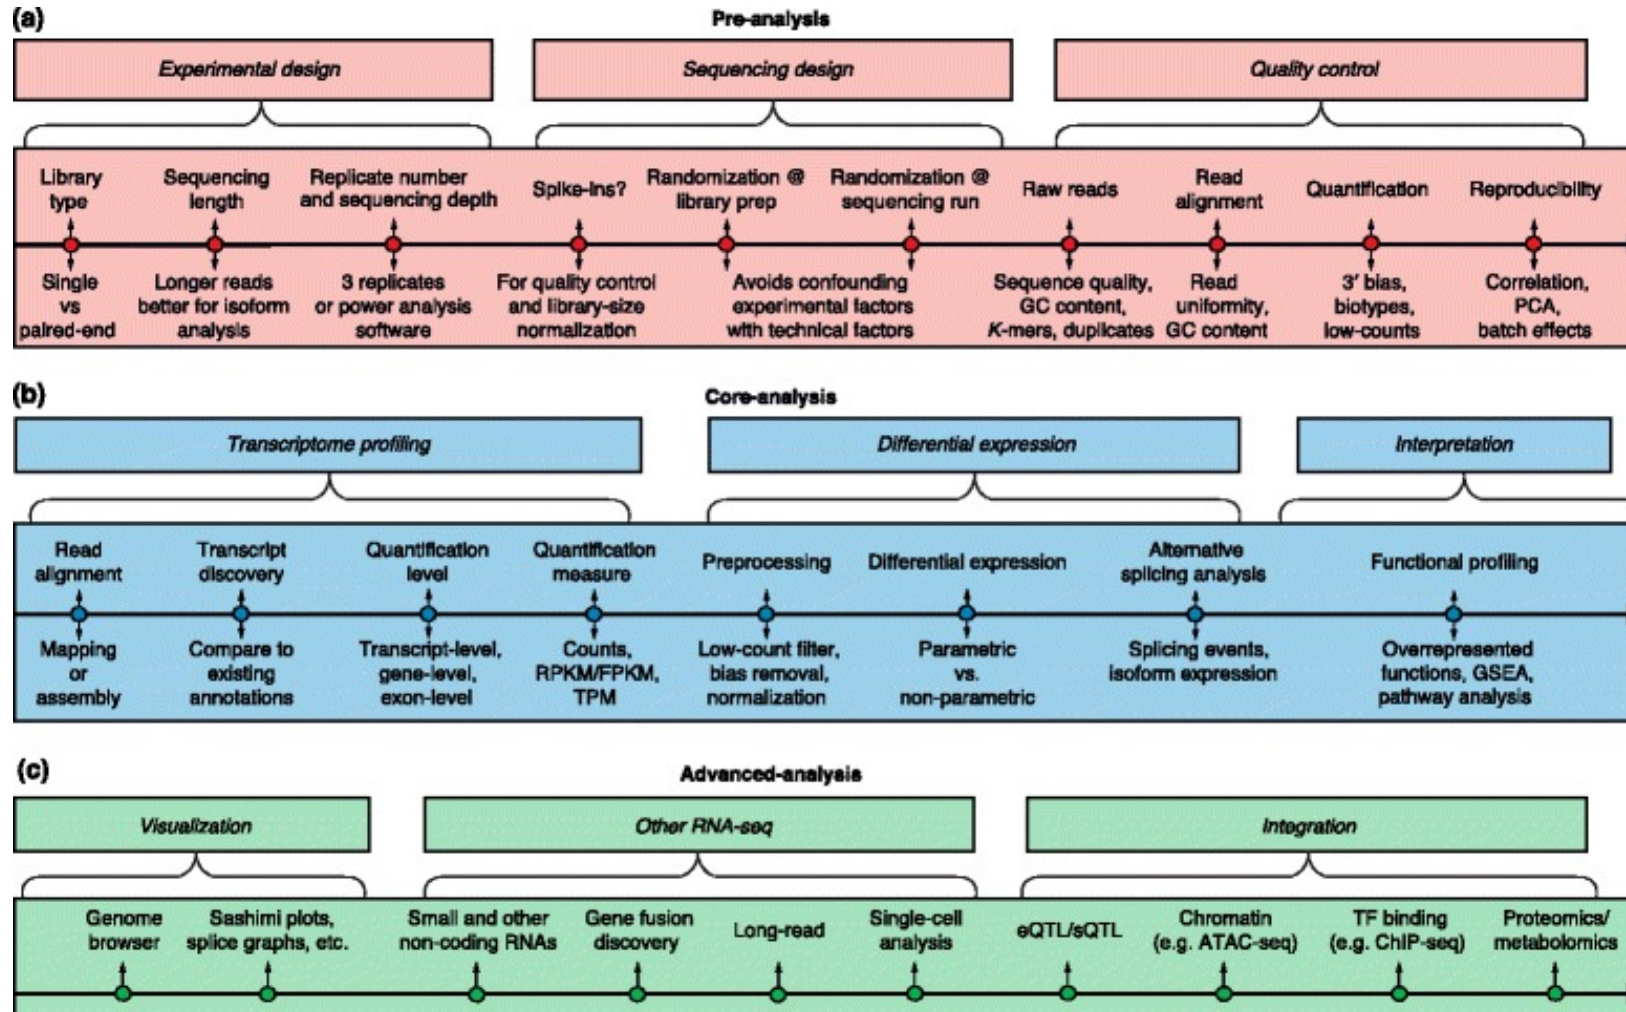 (a)
Pre-analysis
Experimental design
Sequencing design
Quality control
Library
type
Sequencing
length
Replicate number
and sequencing depth
Spike-ins?
Randomization @
library prep
Randomization @
sequencing run
Raw reads
Read
alignment
Quantification
Reproducibility
Single
vs
paired-end
Longer reads
better for isoform
analysis
3 replicates
or power analysis
software
For quality control
and library-size
normalization
Avoids confounding
experimental factors
with technical factors
Sequence quality,
GC content,
K-mers, duplicates
Read
uniformity,
GC content
3′ bias,
biotypes,
low-counts
Correlation,
PCA,
batch effects
(b)
Core-analysis
Transcriptome profiling
Differential expression
Interpretation
Read
alignment
Transcript
discovery
Quantification
level
Quantification
measure
Preprocessing
Differential expression
Alternative
splicing analysis
Functional profiling
Mapping
or
assembly
Compare to
existing
annotations
Transcript-level,
gene-level,
exon-level
Counts,
RPKM/FPKM,
TPM
Low-count filter,
bias removal,
normalization
Parametric
vs.
non-parametric
Splicing events,
isoform expression
Overrepresented
functions, GSEA,
pathway analysis
(c)
Advanced-analysis
Visualization
Other RNA-seq
Integration
Genome
browser
Sashimi plots,
splice graphs, etc.
Small and other
non-coding RNAs
Gene fusion
discovery
Long-read
Single-cell
analysis
eQTL/sQTL
Chromatin
(e.g. ATAC-seq)
TF binding
(e.g. ChIP-seq)
Proteomics/
metabolomics